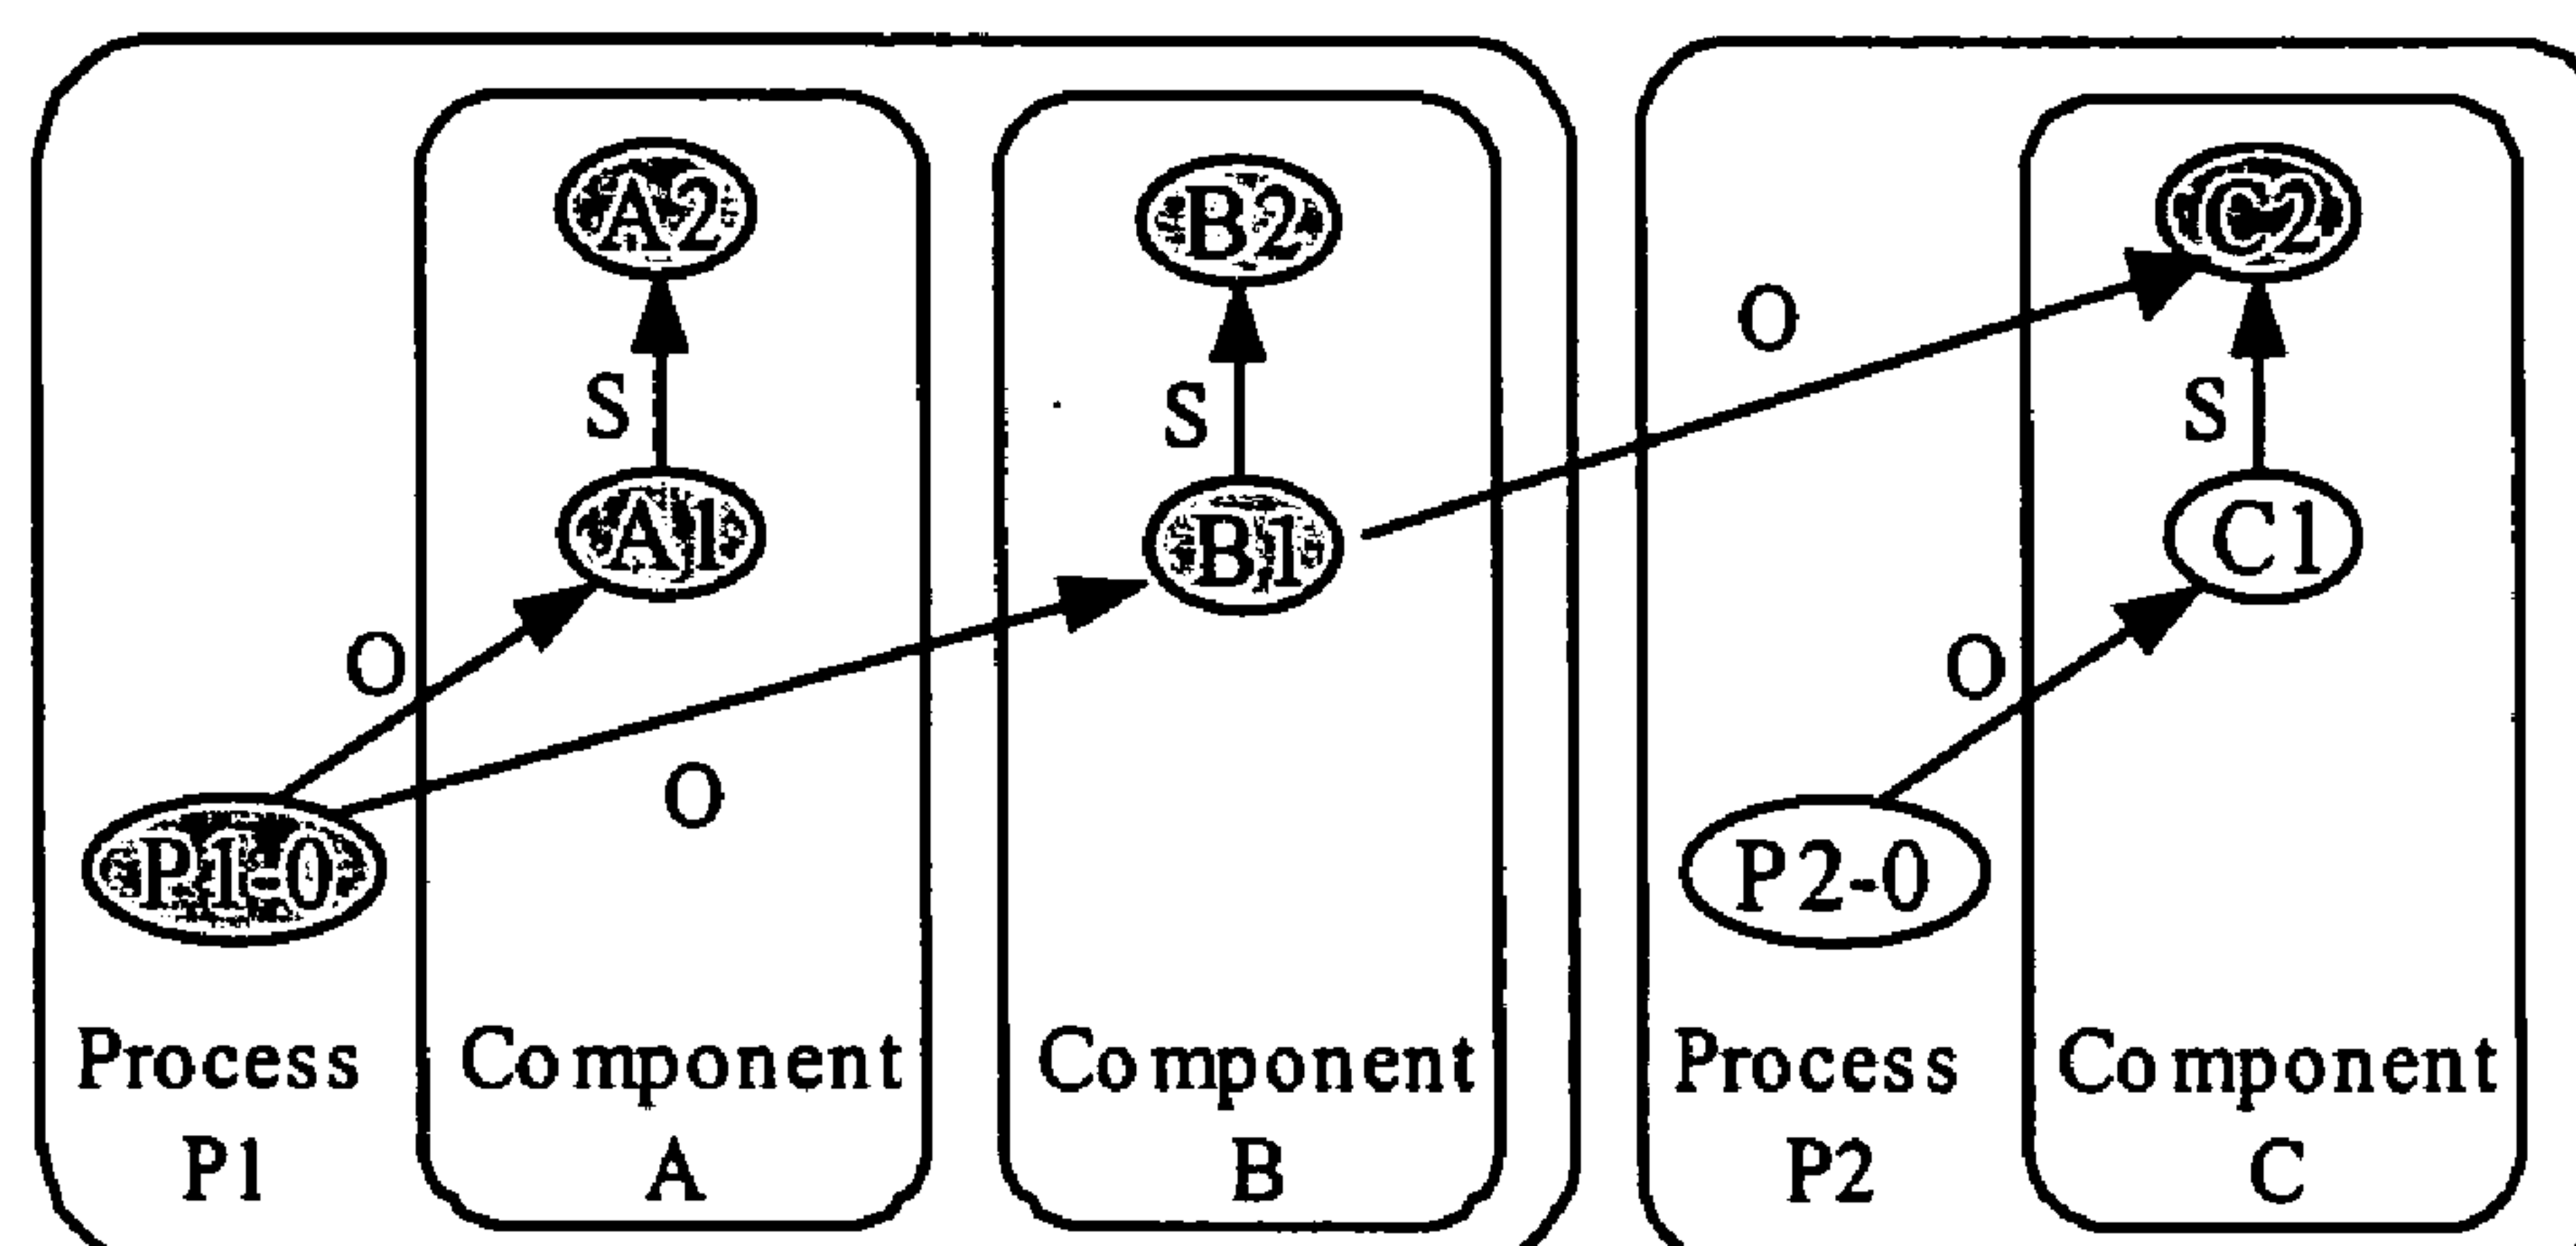 A2
B2
C2
O
S
S
S
A1
B1
C1
O
O
O
P1-0
P2-0
Process P1
Component A
Component B
Process P2
Component C